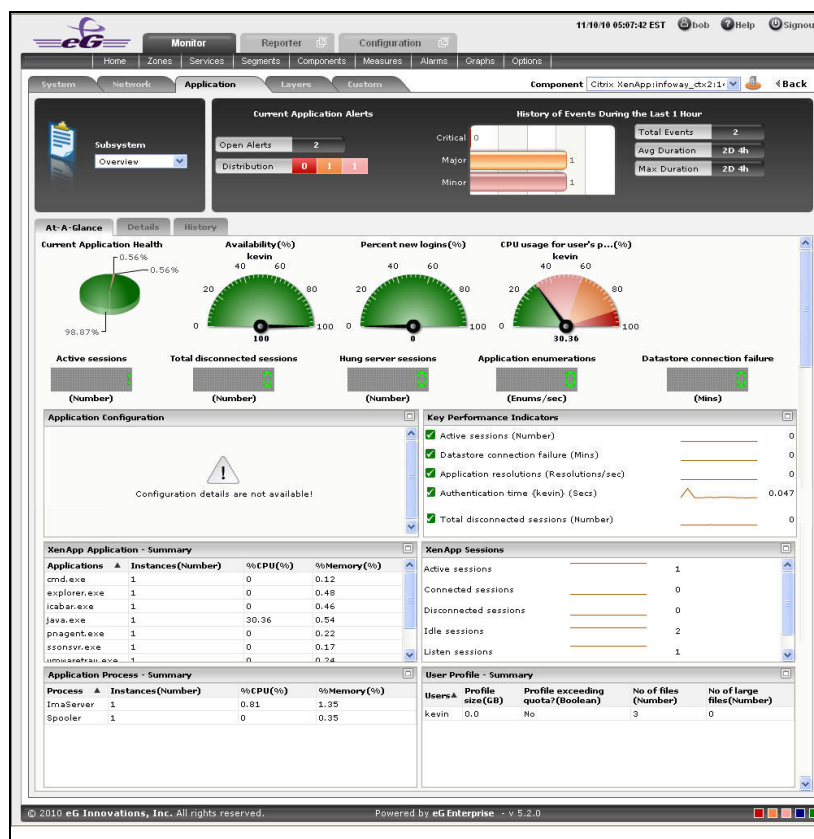 11/10/10 05:07:42 EST bob Help Signou
eG
Monitor Reporter Configuration
Home Zones Services Segments Components Measures Alarms Graphs Options
System Network Application Layers Custom
Component Citrix XenApp:infoway_ctx2:1 Back
Current Application Alerts
History of Events During the Last 1 Hour
Subsystem
Overview
Open Alerts 2
Distribution 0 1 1
Critical 0
Major 1
Minor 1
Total Events 2
Avg Duration 2D 4h
Max Duration 2D 4h
At-A-Glance Details History
Current Application Health
0.56%
0.56%
98.87%
Availability(%)
kevin
0 20 40 60 80 100
100
Percent new logins(%)
0 20 40 60 80 100
0
CPU usage for user's p...(%)
kevin
0 20 40 60 80 100
30.36
Active sessions
1
(Number)
Total disconnected sessions
0
(Number)
Hung server sessions
0
(Number)
Application enumerations
0
(Enums/sec)
Datastore connection failure
0
(Mins)
Application Configuration
Configuration details are not available!
Key Performance Indicators
Active sessions (Number) 0
Datastore connection failure (Mins) 0
Application resolutions (Resolutions/sec) 0
Authentication time {kevin} (Secs) 0.047
Total disconnected sessions (Number) 0
XenApp Application - Summary
Applications Instances(Number) %CPU(%) %Memory(%)
cmd.exe 1 0 0.12
explorer.exe 1 0 0.48
icabar.exe 1 0 0.46
java.exe 1 30.36 0.54
pnagent.exe 1 0 0.22
ssonsvr.exe 1 0 0.17
vmwaretray.exe 1 0 0.24
XenApp Sessions
Active sessions 1
Connected sessions 0
Disconnected sessions 0
Idle sessions 2
Listen sessions 1
Application Process - Summary
Process Instances(Number) %CPU(%) %Memory(%)
ImaServer 1 0.81 1.35
Spooler 1 0 0.35
User Profile - Summary
Users Profile size(GB) Profile exceeding quota?(Boolean) No of files (Number) No of large files(Number)
kevin 0.0 No 3 0
© 2010 eG Innovations, Inc. All rights reserved. Powered by eG Enterprise - v 5.2.0